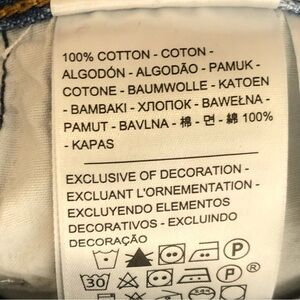 100% COTTON - COTON -
ALGODÓN - ALGODÃO - PAMUK -
COTONE - BAUMWOLLE - KATOEN
- BAMBAKI - ХЛОПОК - BAWEŁNA -
PAMUT - BAVLNA - 棉 - 면 - 綿 100%
- KAPAS
EXCLUSIVE OF DECORATION -
EXCLUANT L'ORNEMENTATION -
EXCLUYENDO ELEMENTOS
DECORATIVOS - EXCLUINDO
DECORAÇÃO
P
30 P ®